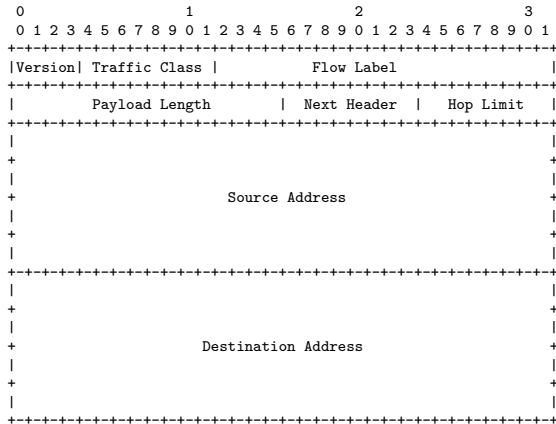 0                   1                   2                   3
 0 1 2 3 4 5 6 7 8 9 0 1 2 3 4 5 6 7 8 9 0 1 2 3 4 5 6 7 8 9 0 1
+-+-+-+-+-+-+-+-+-+-+-+-+-+-+-+-+-+-+-+-+-+-+-+-+-+-+-+-+-+-+-+-+
|Version| Traffic Class |           Flow Label                  |
+-+-+-+-+-+-+-+-+-+-+-+-+-+-+-+-+-+-+-+-+-+-+-+-+-+-+-+-+-+-+-+-+
|         Payload Length        |  Next Header  |   Hop Limit   |
+-+-+-+-+-+-+-+-+-+-+-+-+-+-+-+-+-+-+-+-+-+-+-+-+-+-+-+-+-+-+-+-+
|                                                               |
+                                                               +
|                                                               |
+                         Source Address                        +
|                                                               |
+                                                               +
|                                                               |
+-+-+-+-+-+-+-+-+-+-+-+-+-+-+-+-+-+-+-+-+-+-+-+-+-+-+-+-+-+-+-+-+
|                                                               |
+                                                               +
|                                                               |
+                      Destination Address                      +
|                                                               |
+                                                               +
|                                                               |
+-+-+-+-+-+-+-+-+-+-+-+-+-+-+-+-+-+-+-+-+-+-+-+-+-+-+-+-+-+-+-+-+